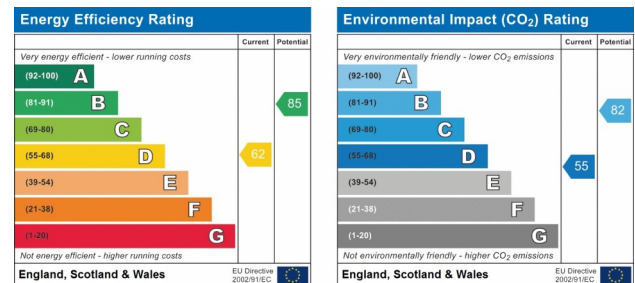 Energy Efficiency Rating
Current Potential
Very energy efficient - lower running costs
(92-100) A
(81-91) B
85
(69-80) C
(55-68) D
62
(39-54) E
(21-38) F
(1-20) G
Not energy efficient - higher running costs
England, Scotland & Wales
EU Directive
2002/91/EC
Environmental Impact (CO₂) Rating
Current Potential
Very environmentally friendly - lower CO₂ emissions
(92-100) A
(81-91) B
82
(69-80) C
(55-68) D
55
(39-54) E
(21-38) F
(1-20) G
Not environmentally friendly - higher CO₂ emissions
England, Scotland & Wales
EU Directive
2002/91/EC